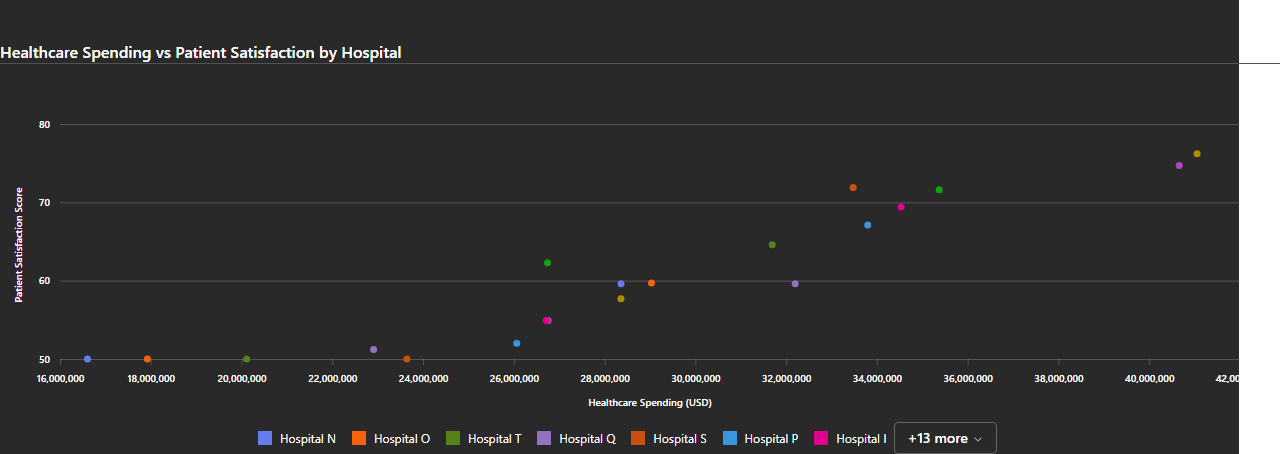 Healthcare Spending vs Patient Satisfaction by Hospital
80
70
60
50
Patient Satisfaction Score
16,000,000 18,000,000 20,000,000 22,000,000 24,000,000 26,000,000 28,000,000 30,000,000 32,000,000 34,000,000 36,000,000 38,000,000 40,000,000 42,000
Healthcare Spending (USD)
Hospital N Hospital O Hospital T Hospital Q Hospital S Hospital P Hospital I +13 more